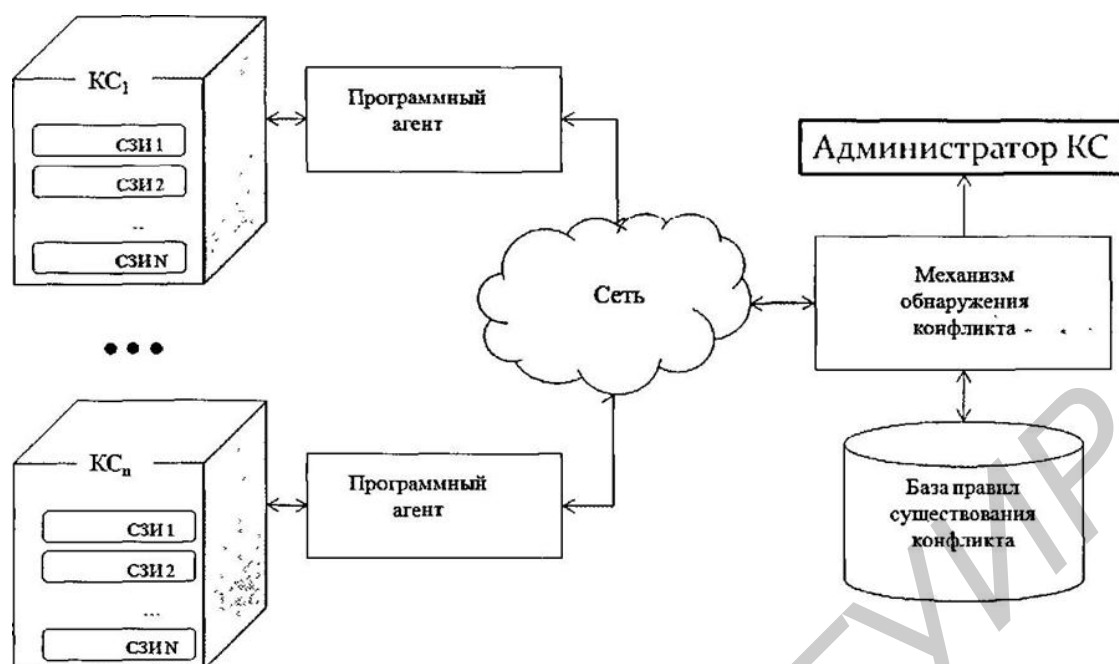 КС₁
СЗИ 1
СЗИ 2
..
СЗИ N
Программный
агент
Администратор КС
Сеть
Механизм
обнаружения
конфликта
КСₙ
СЗИ 1
СЗИ 2
...
СЗИ N
Программный
агент
База правил
существования
конфликта
ГУИР